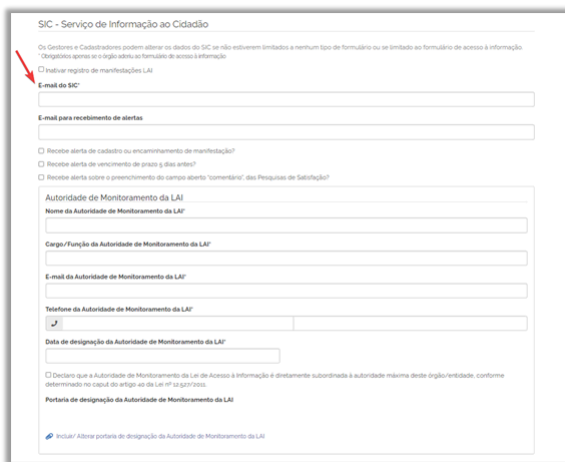 SIC - Serviço de Informação ao Cidadão
Os Gestores e Cadastradores podem alterar os dados do SIC se não estiverem limitados a nenhum tipo de formulário ou se limitado ao formulário de acesso à informação.
* Obrigatórios apenas se o órgão aderiu ao formulário de acesso à informação
Inativar registro de manifestações LAI
E-mail do SIC*
E-mail para recebimento de alertas
Recebe alerta de cadastro ou encaminhamento de manifestação?
Recebe alerta de vencimento de prazo 5 dias antes?
Recebe alerta sobre o preenchimento do campo aberto "comentário", das Pesquisas de Satisfação?
Autoridade de Monitoramento da LAI
Nome da Autoridade de Monitoramento da LAI*
Cargo/Função da Autoridade de Monitoramento da LAI*
E-mail da Autoridade de Monitoramento da LAI*
Telefone da Autoridade de Monitoramento da LAI*
Data de designação da Autoridade de Monitoramento da LAI*
Declaro que a Autoridade de Monitoramento da Lei de Acesso à Informação é diretamente subordinada à autoridade máxima deste órgão/entidade, conforme
determinado no caput do artigo 40 da Lei nº 12.527/2011.
Portaria de designação da Autoridade de Monitoramento da LAI
Incluir/ Alterar portaria de designação da Autoridade de Monitoramento da LAI